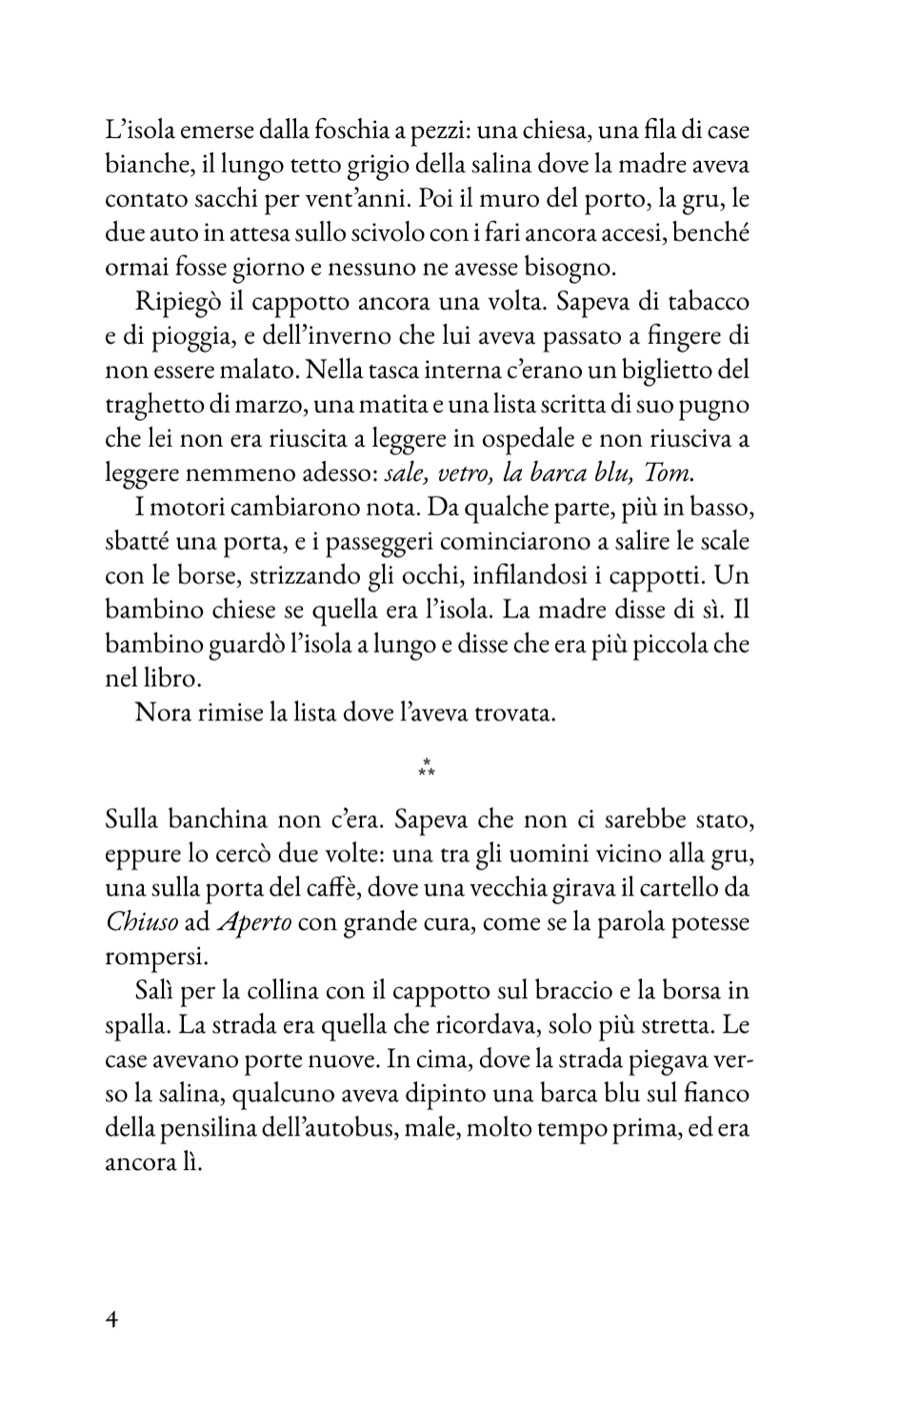 L’isola emerse dalla foschia a pezzi: una chiesa, una fila di case
bianche, il lungo tetto grigio della salina dove la madre aveva
contato sacchi per vent’anni. Poi il muro del porto, la gru, le
due auto in attesa sullo scivolo con i fari ancora accesi, benché
ormai fosse giorno e nessuno ne avesse bisogno.
Ripiegò il cappotto ancora una volta. Sapeva di tabacco
e di pioggia, e dell’inverno che lui aveva passato a fingere di
non essere malato. Nella tasca interna c’erano un biglietto del
traghetto di marzo, una matita e una lista scritta di suo pugno
che lei non era riuscita a leggere in ospedale e non riusciva a
leggere nemmeno adesso: sale, vetro, la barca blu, Tom.
I motori cambiarono nota. Da qualche parte, più in basso,
sbatté una porta, e i passeggeri cominciarono a salire le scale
con le borse, strizzando gli occhi, infilandosi i cappotti. Un
bambino chiese se quella era l’isola. La madre disse di sì. Il
bambino guardò l’isola a lungo e disse che era più piccola che
nel libro.
Nora rimise la lista dove l’aveva trovata.
⁂
Sulla banchina non c’era. Sapeva che non ci sarebbe stato,
eppure lo cercò due volte: una tra gli uomini vicino alla gru,
una sulla porta del caffè, dove una vecchia girava il cartello da
Chiuso ad Aperto con grande cura, come se la parola potesse
rompersi.
Salì per la collina con il cappotto sul braccio e la borsa in
spalla. La strada era quella che ricordava, solo più stretta. Le
case avevano porte nuove. In cima, dove la strada piegava ver-
so la salina, qualcuno aveva dipinto una barca blu sul fianco
della pensilina dell’autobus, male, molto tempo prima, ed era
ancora lì.
4